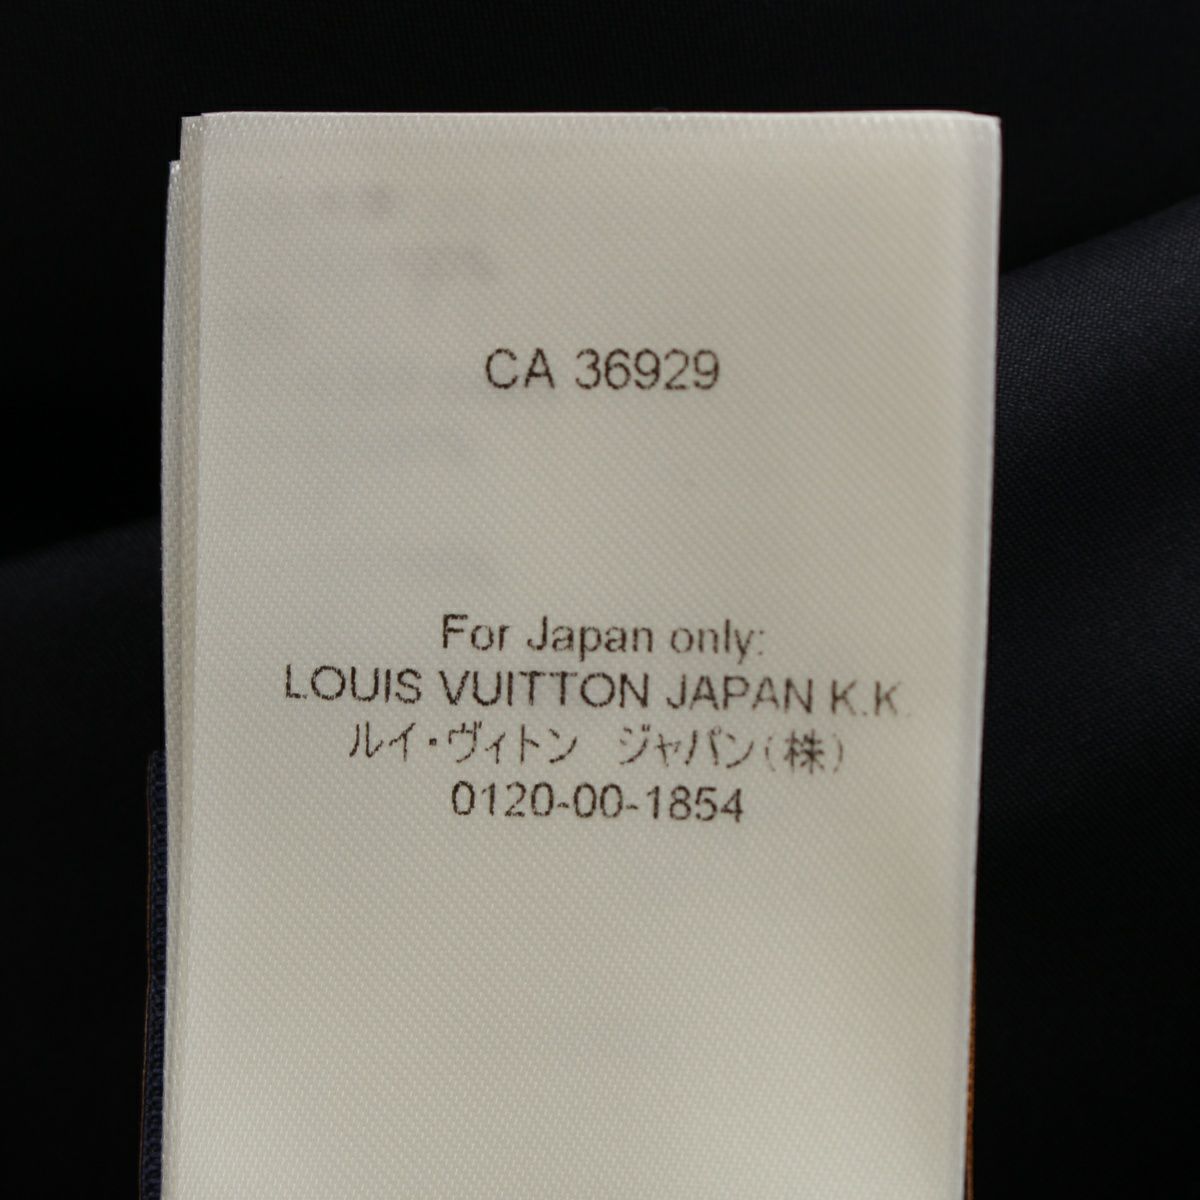 CA 36929
For Japan only:
LOUIS VUITTON JAPAN K.K.
ルイ・ヴィトン　ジャパン(株)
0120-00-1854